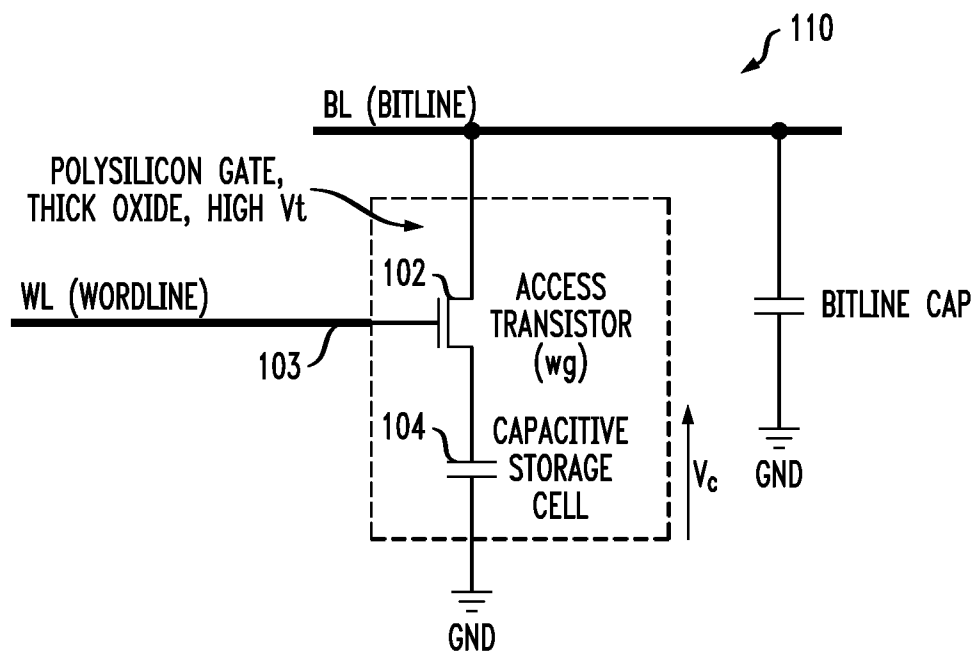 110
BL (BITLINE)
POLYSILICON GATE,
THICK OXIDE, HIGH Vt
102
WL (WORDLINE)
ACCESS
TRANSISTOR
(wg)
BITLINE CAP
103
104
CAPACITIVE
STORAGE
CELL
Vc
GND
GND